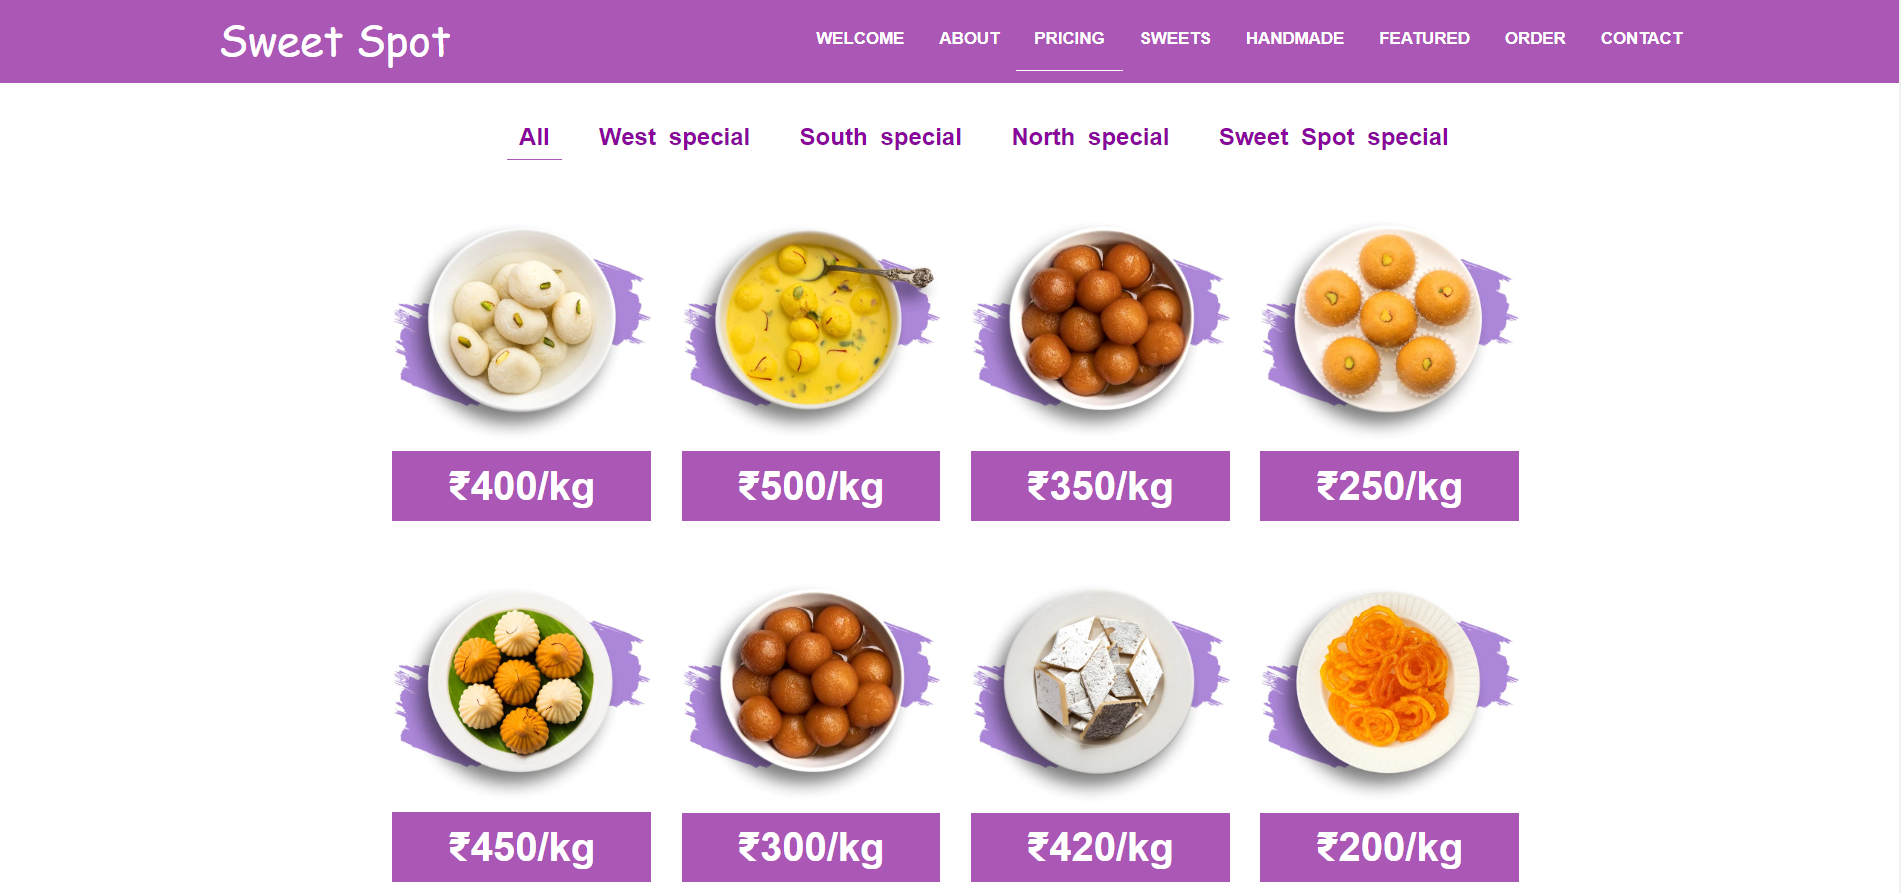 Sweet Spot
WELCOME ABOUT PRICING SWEETS HANDMADE FEATURED ORDER CONTACT
All West special South special North special Sweet Spot special
₹400/kg ₹500/kg ₹350/kg ₹250/kg
₹450/kg ₹300/kg ₹420/kg ₹200/kg